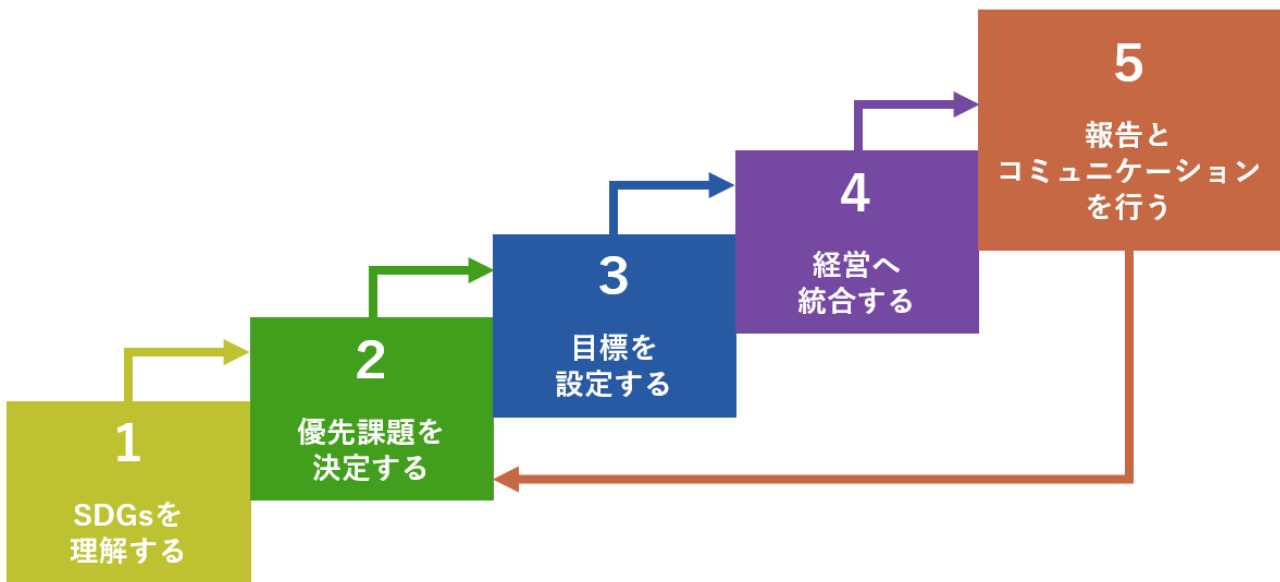 1
SDGsを
理解する
2
優先課題を
決定する
3
目標を
設定する
4
経営へ
統合する
5
報告と
コミュニケーション
を行う